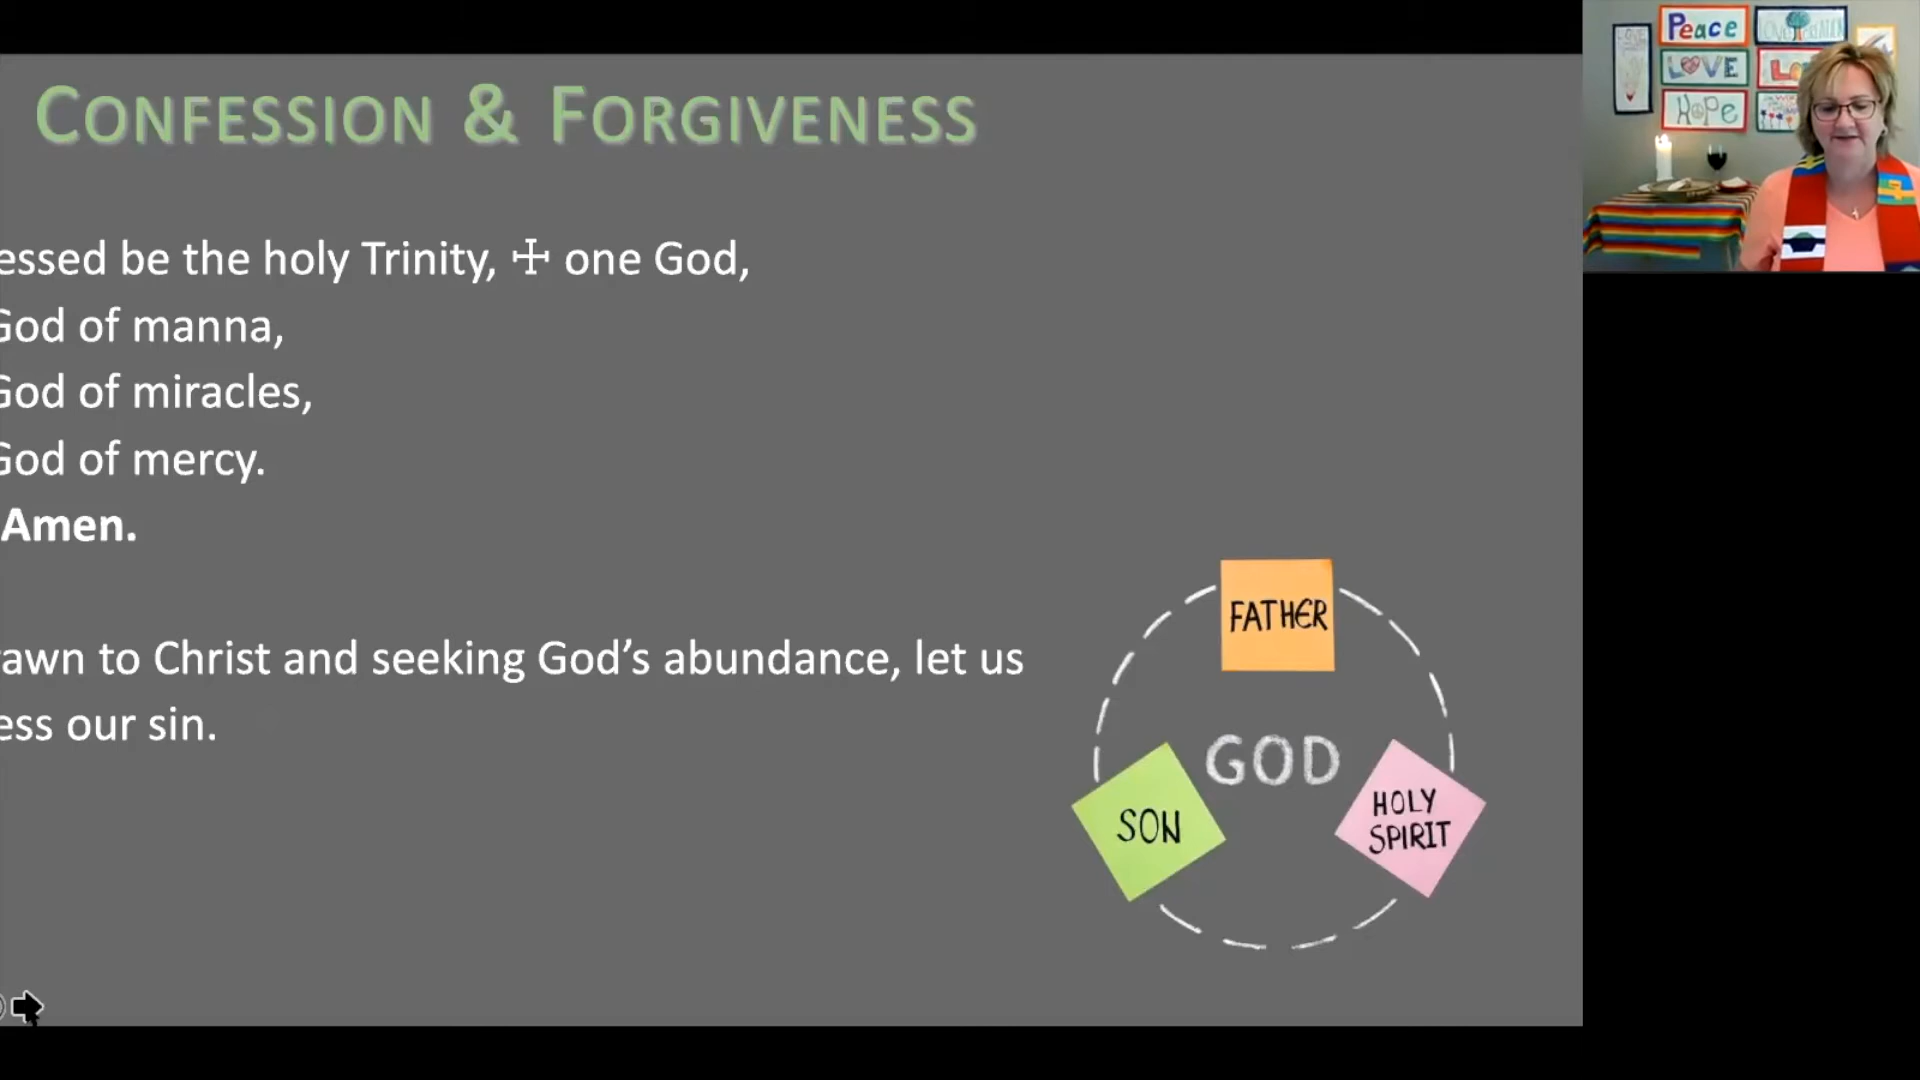 CONFESSION & FORGIVENESS
essed be the holy Trinity, ☩ one God,
God of manna,
God of miracles,
God of mercy.
Amen.
rawn to Christ and seeking God’s abundance, let us
ess our sin.
FATHER
GOD
SON
HOLY
SPIRIT
Peace
LOVE
HOPE